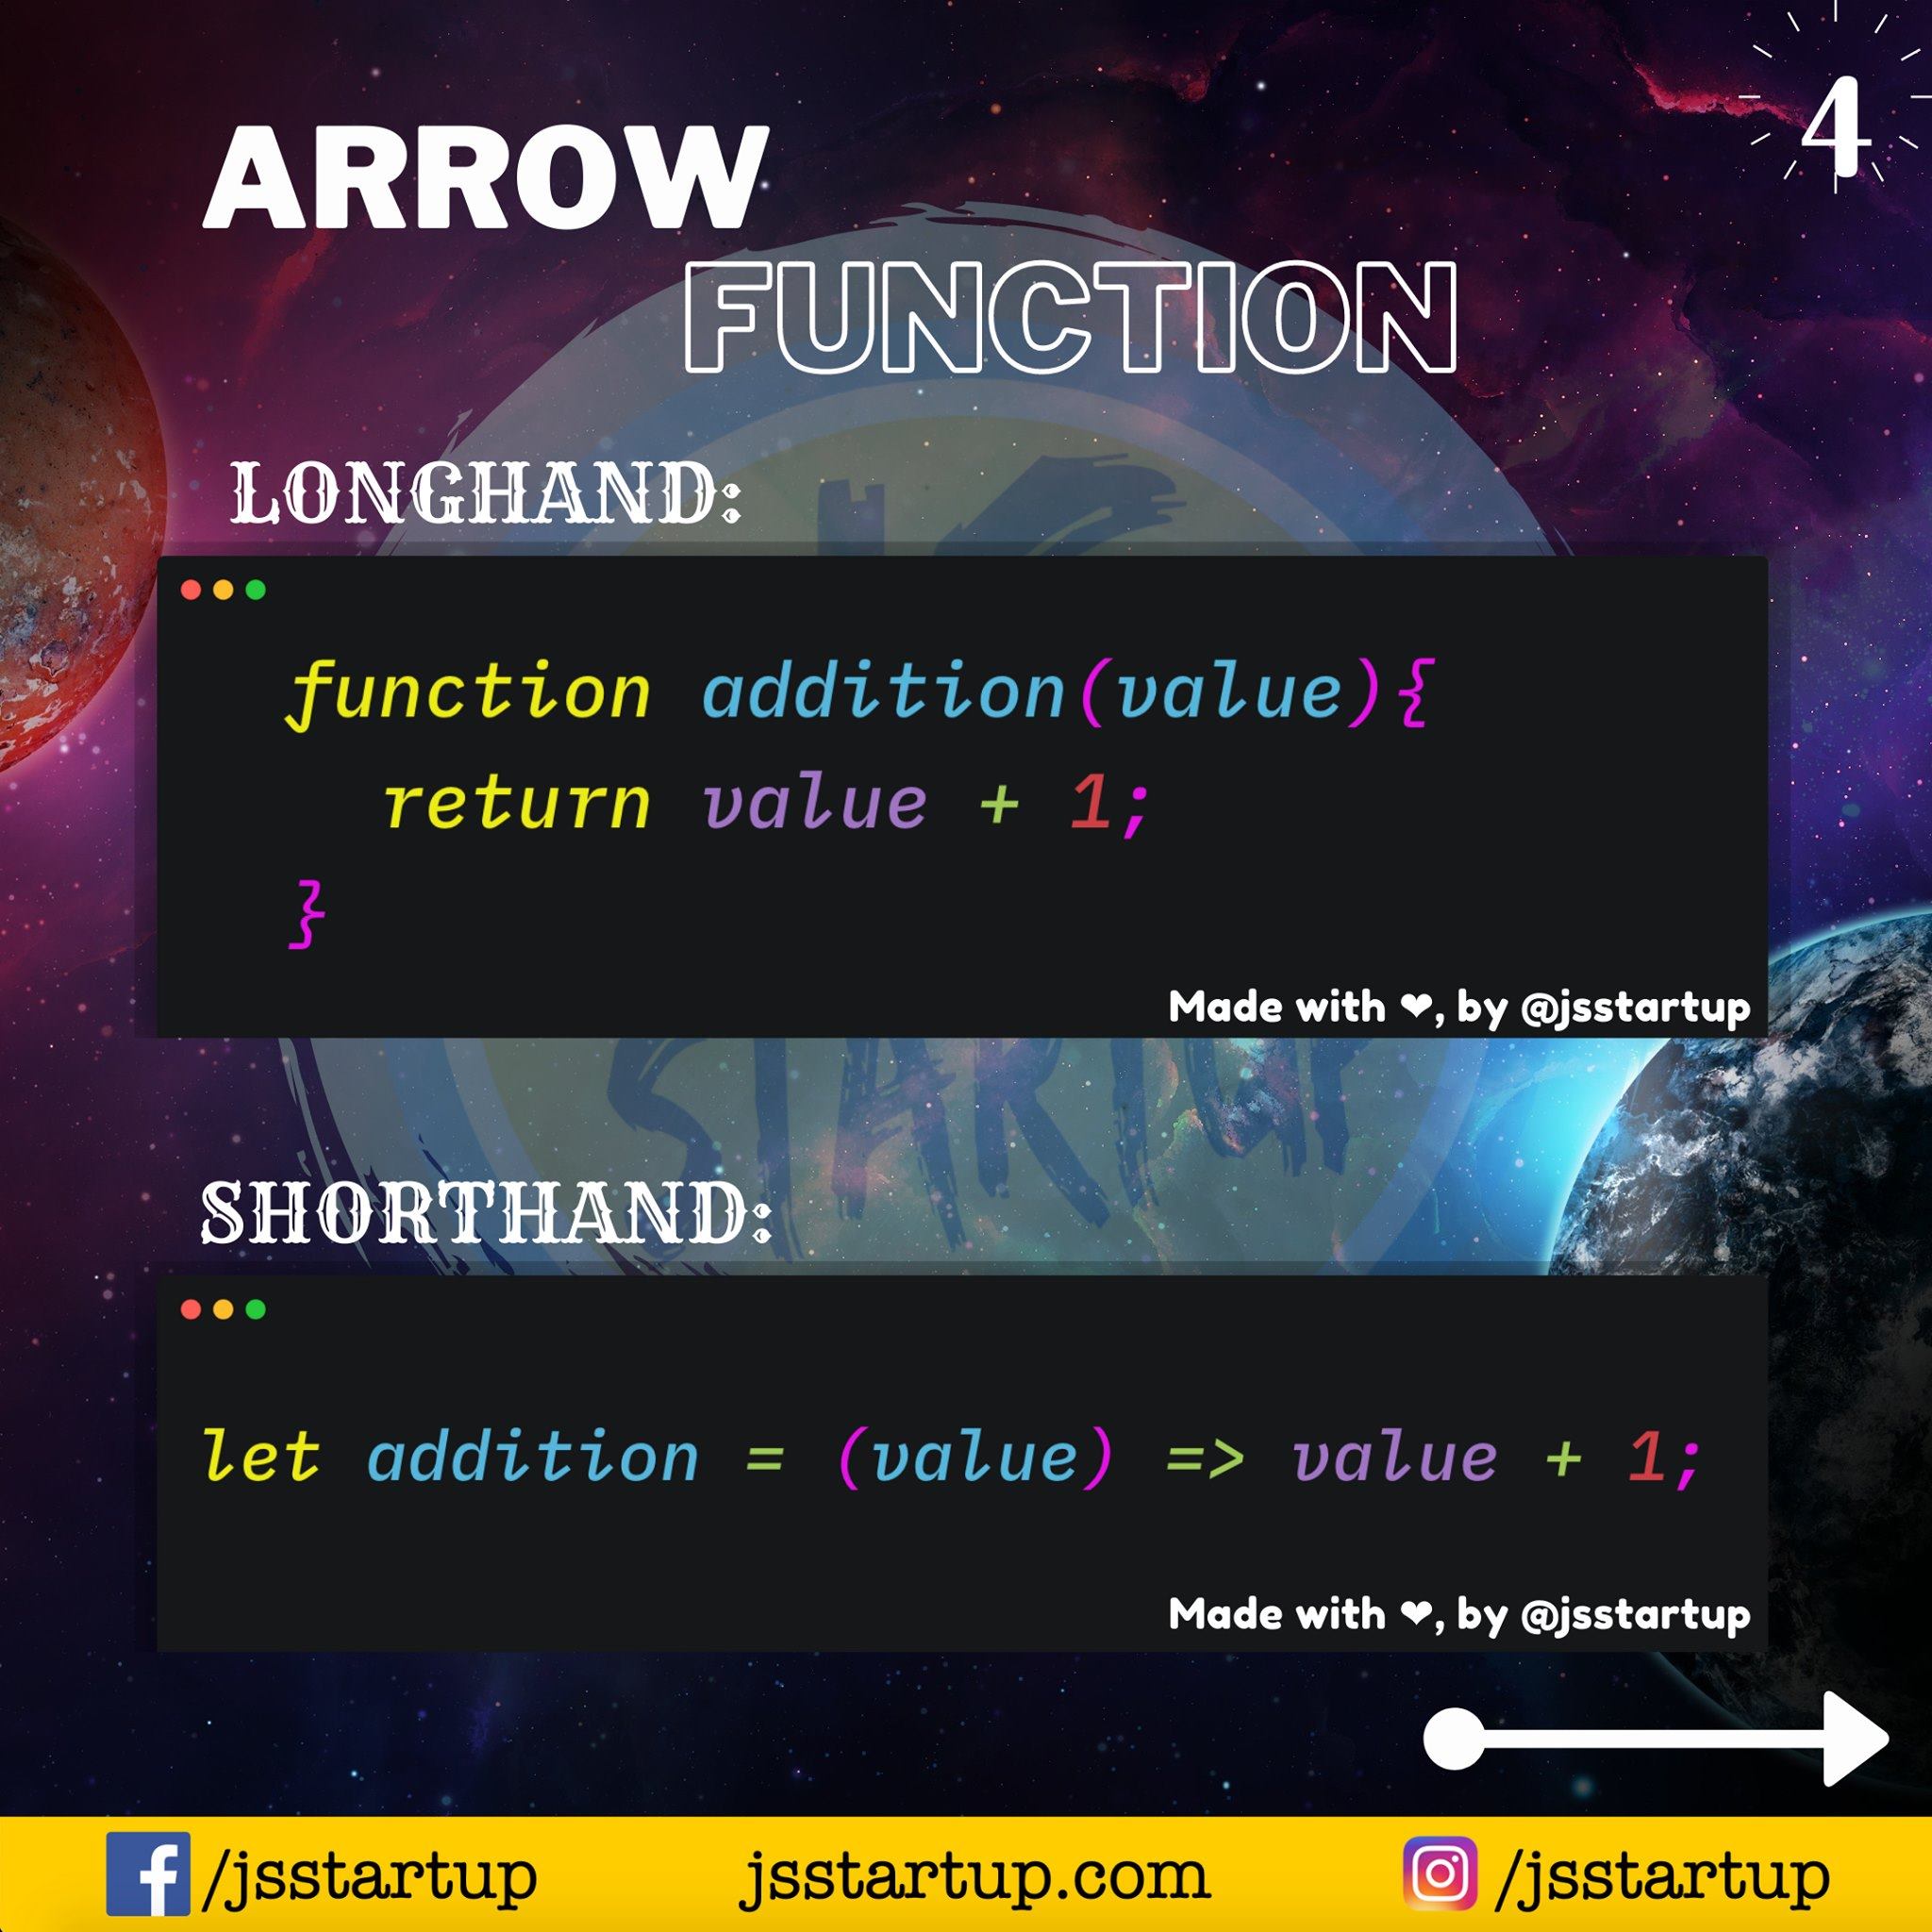 4
ARROW
FUNCTION
LONGHAND:
function addition(value){
return value + 1;
}
Made with ❤, by @jsstartup
STARTUP
SHORTHAND:
let addition = (value) => value + 1;
Made with ❤, by @jsstartup
/jsstartup
jsstartup.com
/jsstartup